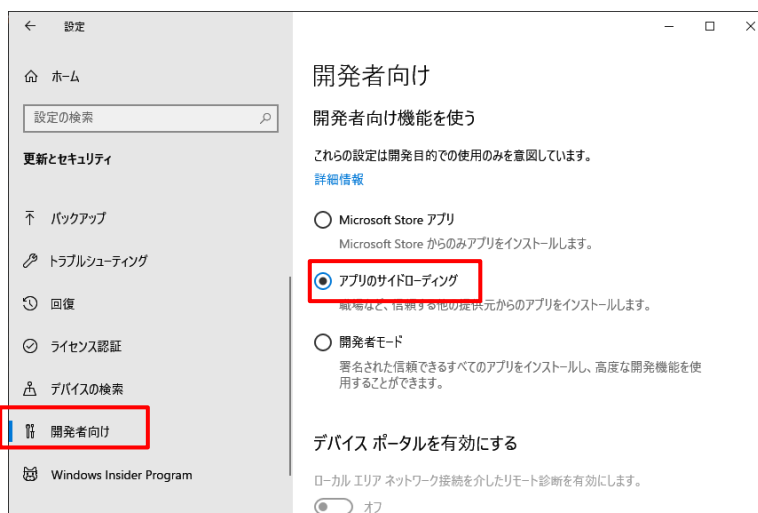 設定
ホーム
設定の検索
更新とセキュリティ
バックアップ
トラブルシューティング
回復
ライセンス認証
デバイスの検索
開発者向け
Windows Insider Program
開発者向け
開発者向け機能を使う
これらの設定は開発目的での使用のみを意図しています。
詳細情報
Microsoft Store アプリ
Microsoft Store からのみアプリをインストールします。
アプリのサイドローディング
職場など、信頼する他の提供元からのアプリをインストールします。
開発者モード
署名された信頼できるすべてのアプリをインストールし、高度な開発機能を使
用することができます。
デバイス ポータルを有効にする
ローカル エリア ネットワーク接続を介したリモート診断を有効にします。
オフ